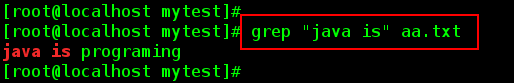 [root@localhost mytest]#
[root@localhost mytest]# grep "java is" aa.txt
java is programing
[root@localhost mytest]#